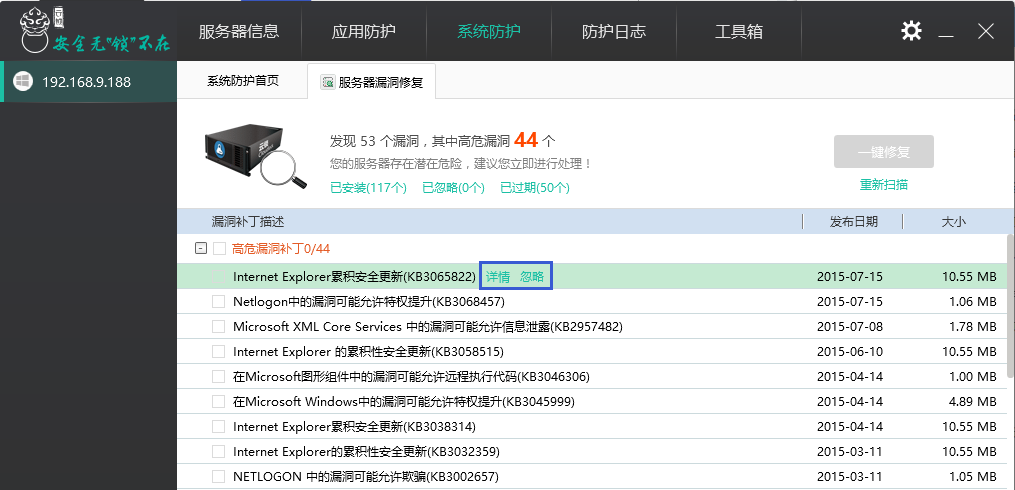 安全无"锁"不在
服务器信息
应用防护
系统防护
防护日志
工具箱
192.168.9.188
系统防护首页
服务器漏洞修复
发现 53 个漏洞，其中高危漏洞 44 个
您的服务器存在潜在危险，建议您立即进行处理！
已安装(117个) 已忽略(0个) 已过期(50个)
一键修复
重新扫描
漏洞补丁描述 发布日期 大小
高危漏洞补丁0/44
Internet Explorer累积安全更新(KB3065822) 详情 忽略 2015-07-15 10.55 MB
Netlogon中的漏洞可能允许特权提升(KB3068457) 2015-07-15 1.06 MB
Microsoft XML Core Services 中的漏洞可能允许信息泄露(KB2957482) 2015-07-08 1.78 MB
Internet Explorer 的累积性安全更新(KB3058515) 2015-06-10 10.55 MB
在Microsoft图形组件中的漏洞可能允许远程执行代码(KB3046306) 2015-04-14 1.00 MB
在Microsoft Windows中的漏洞可能允许特权提升(KB3045999) 2015-04-14 4.89 MB
Internet Explorer累积安全更新(KB3038314) 2015-04-14 10.55 MB
Internet Explorer的累积性安全更新(KB3032359) 2015-03-11 10.55 MB
NETLOGON 中的漏洞可能允许欺骗(KB3002657) 2015-03-11 1.05 MB